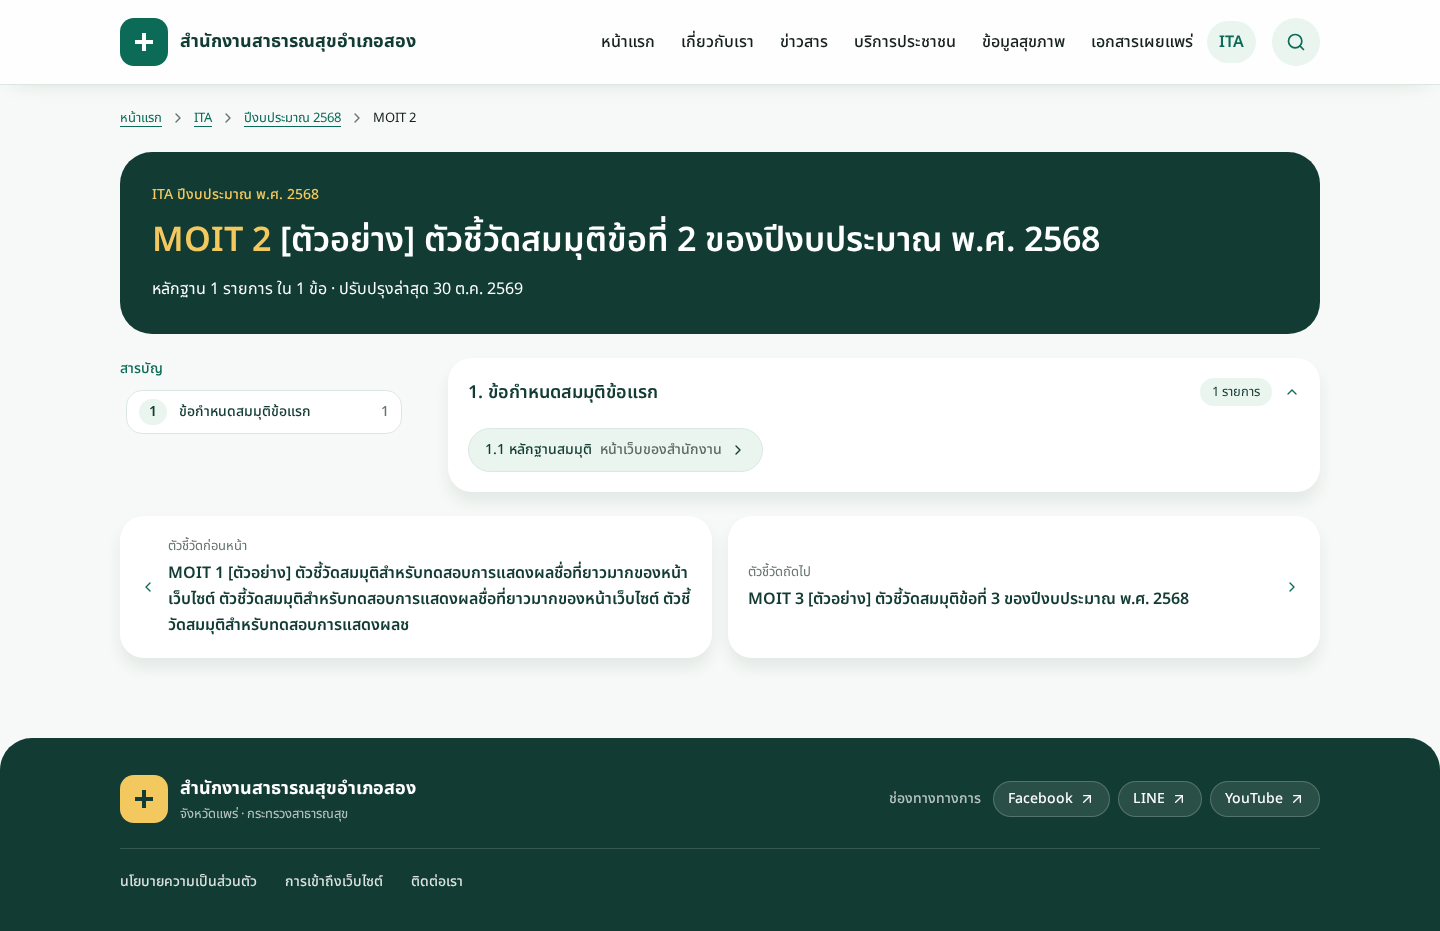 สำนักงานสาธารณสุขอำเภอสอง
หน้าแรก เกี่ยวกับเรา ข่าวสาร บริการประชาชน ข้อมูลสุขภาพ เอกสารเผยแพร่ ITA
หน้าแรก ITA ปีงบประมาณ 2568 MOIT 2
ITA ปีงบประมาณ พ.ศ. 2568
MOIT 2 [ตัวอย่าง] ตัวชี้วัดสมมุติข้อที่ 2 ของปีงบประมาณ พ.ศ. 2568
หลักฐาน 1 รายการ ใน 1 ข้อ · ปรับปรุงล่าสุด 30 ต.ค. 2569
สารบัญ
1 ข้อกำหนดสมมุติข้อแรก 1
1. ข้อกำหนดสมมุติข้อแรก 1 รายการ
1.1 หลักฐานสมมุติ หน้าเว็บของสำนักงาน
ตัวชี้วัดก่อนหน้า
MOIT 1 [ตัวอย่าง] ตัวชี้วัดสมมุติสำหรับทดสอบการแสดงผลชื่อที่ยาวมากของหน้า
เว็บไซต์ ตัวชี้วัดสมมุติสำหรับทดสอบการแสดงผลชื่อที่ยาวมากของหน้าเว็บไซต์ ตัวชี้
วัดสมมุติสำหรับทดสอบการแสดงผลช
ตัวชี้วัดถัดไป
MOIT 3 [ตัวอย่าง] ตัวชี้วัดสมมุติข้อที่ 3 ของปีงบประมาณ พ.ศ. 2568
สำนักงานสาธารณสุขอำเภอสอง
จังหวัดแพร่ · กระทรวงสาธารณสุข
ช่องทางทางการ Facebook LINE YouTube
นโยบายความเป็นส่วนตัว การเข้าถึงเว็บไซต์ ติดต่อเรา